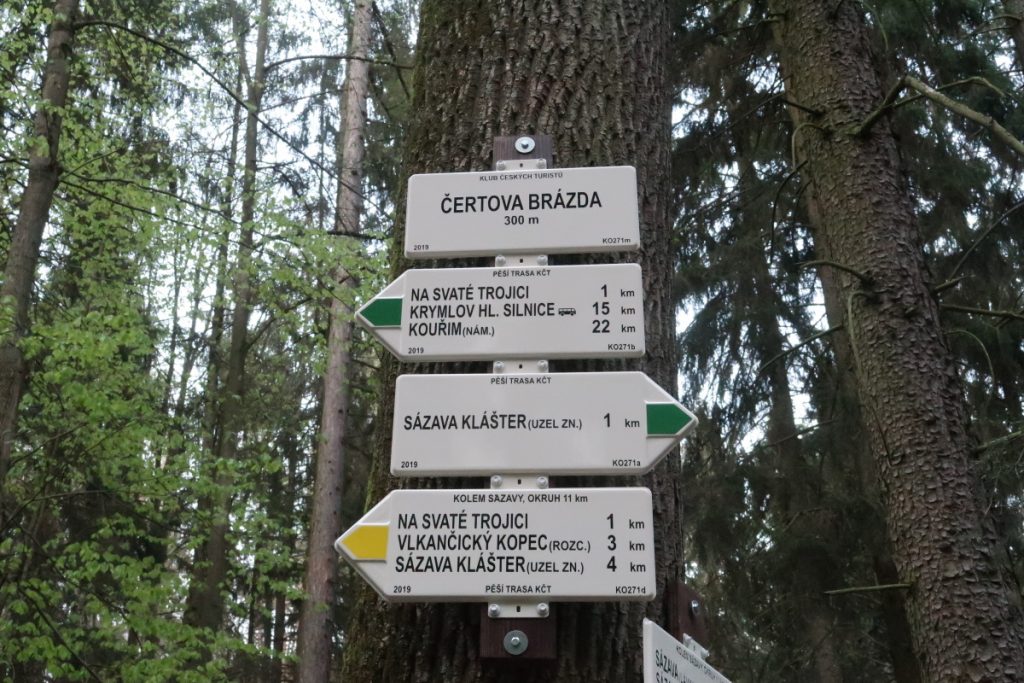 KLUB ČESKÝCH TURISTŮ
ČERTOVA BRÁZDA
300 m
2019 KO271m
PĚŠÍ TRASA KČT
NA SVATÉ TROJICI 1 km
KRYMLOV HL. SILNICE 15 km
KOUŘIM(NÁM.) 22 km
2019 KO271b
PĚŠÍ TRASA KČT
SÁZAVA KLÁŠTER(UZEL ZN.) 1 km
2019 KO271a
KOLEM SÁZAVY, OKRUH 11 km
NA SVATÉ TROJICI 1 km
VLKANČICKÝ KOPEC(ROZC.) 3 km
SÁZAVA KLÁŠTER(UZEL ZN.) 4 km
2019 PĚŠÍ TRASA KČT KO271d
KOLEM SÁZAVY
SÁZAVA